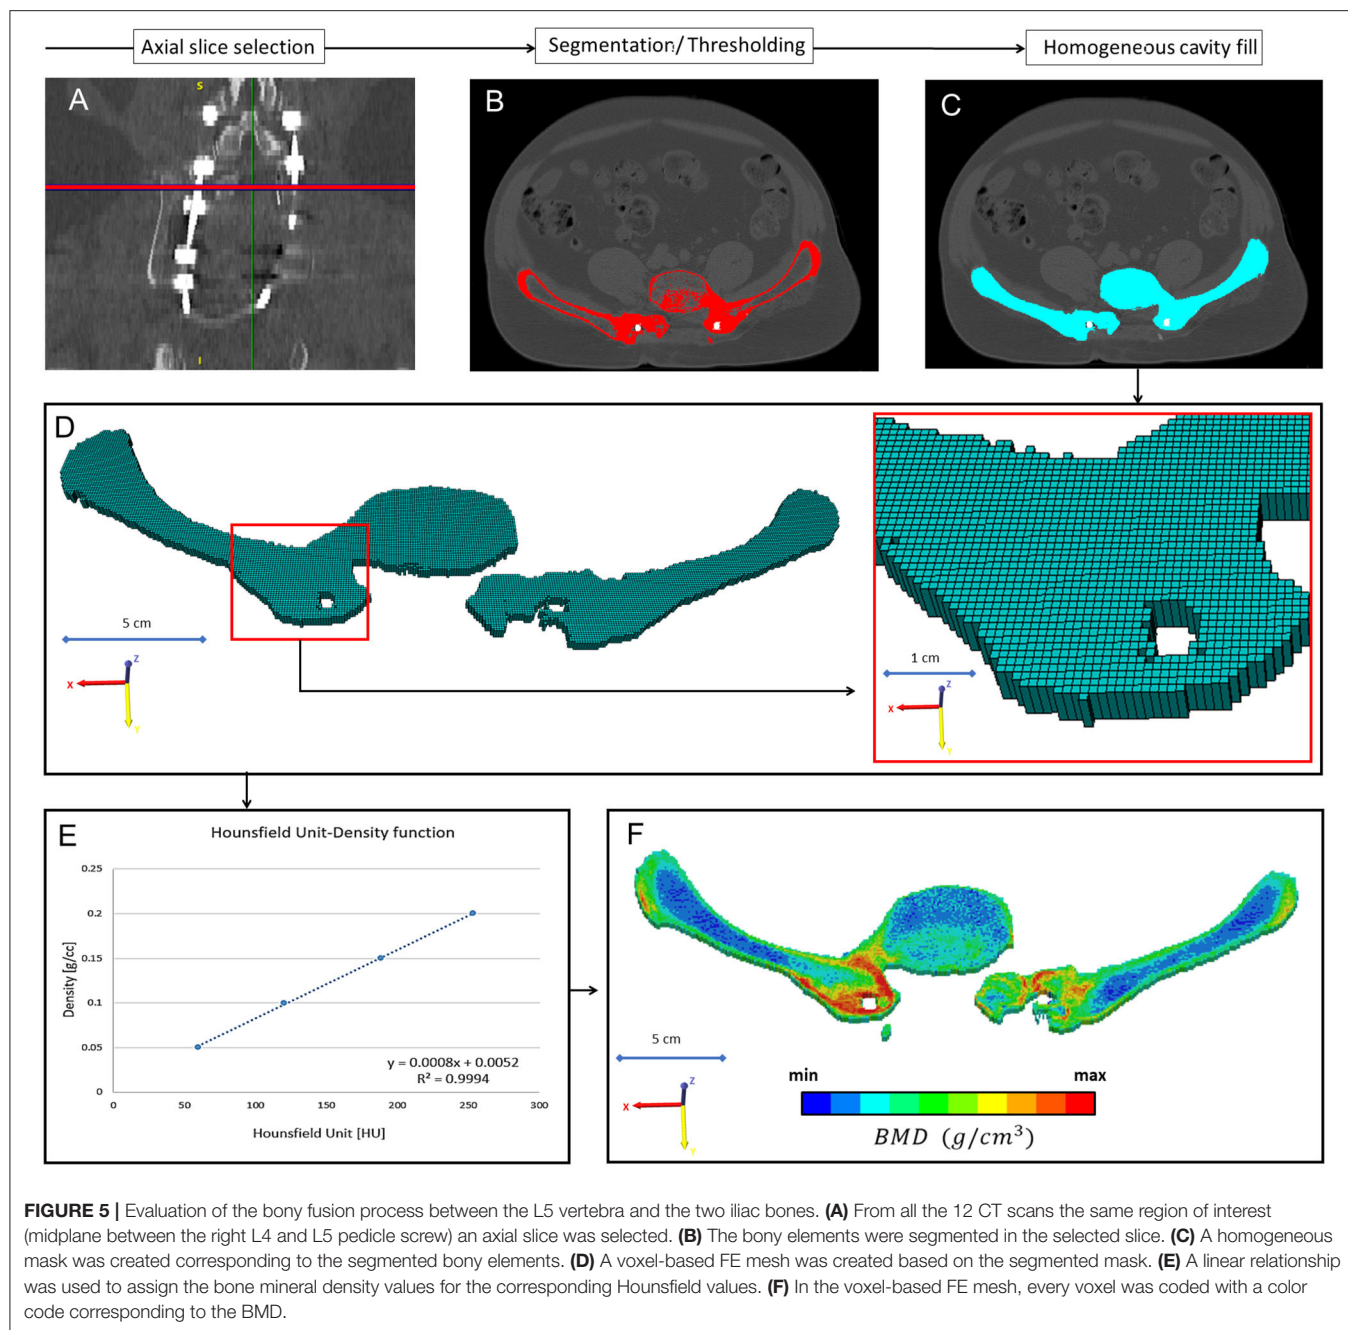 Axial slice selection
Segmentation/Thresholding
Homogeneous cavity fill
A
S
I
B
C
D
5 cm
Z
X
Y
1 cm
Z
X
Y
E
Hounsfield Unit-Density function
0.25
0.2
0.15
0.1
0.05
0
Density [g/cc]
y = 0.0008x + 0.0052
R² = 0.9994
0 50 100 150 200 250 300
Hounsfield Unit [HU]
F
5 cm
Z
X
Y
min max
BMD (g/cm³)
FIGURE 5 | Evaluation of the bony fusion process between the L5 vertebra and the two iliac bones. (A) From all the 12 CT scans the same region of interest
(midplane between the right L4 and L5 pedicle screw) an axial slice was selected. (B) The bony elements were segmented in the selected slice. (C) A homogeneous
mask was created corresponding to the segmented bony elements. (D) A voxel-based FE mesh was created based on the segmented mask. (E) A linear relationship
was used to assign the bone mineral density values for the corresponding Hounsfield values. (F) In the voxel-based FE mesh, every voxel was coded with a color
code corresponding to the BMD.